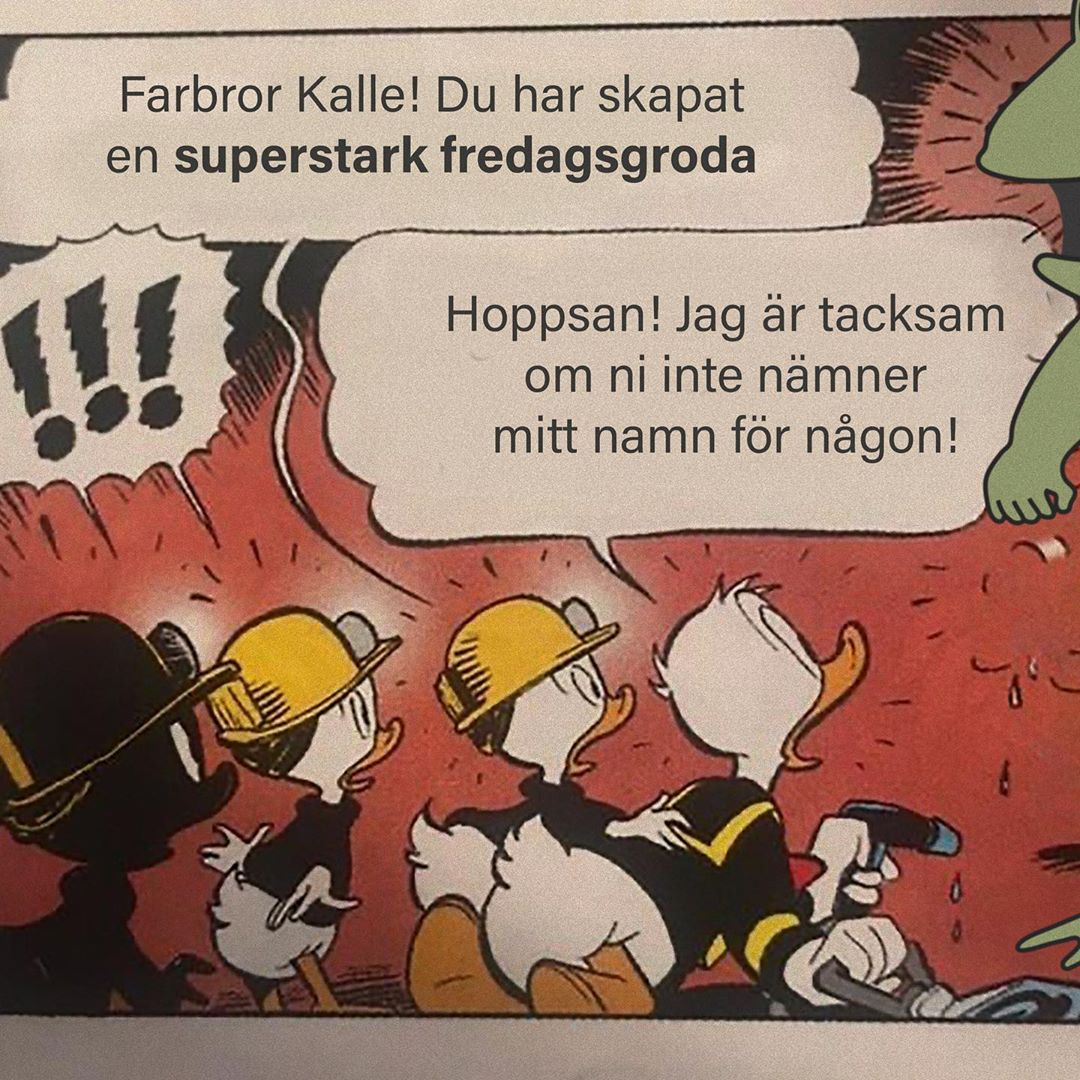 Farbror Kalle! Du har skapat
en superstark fredagsgroda
!!!
Hoppsan! Jag är tacksam
om ni inte nämner
mitt namn för någon!